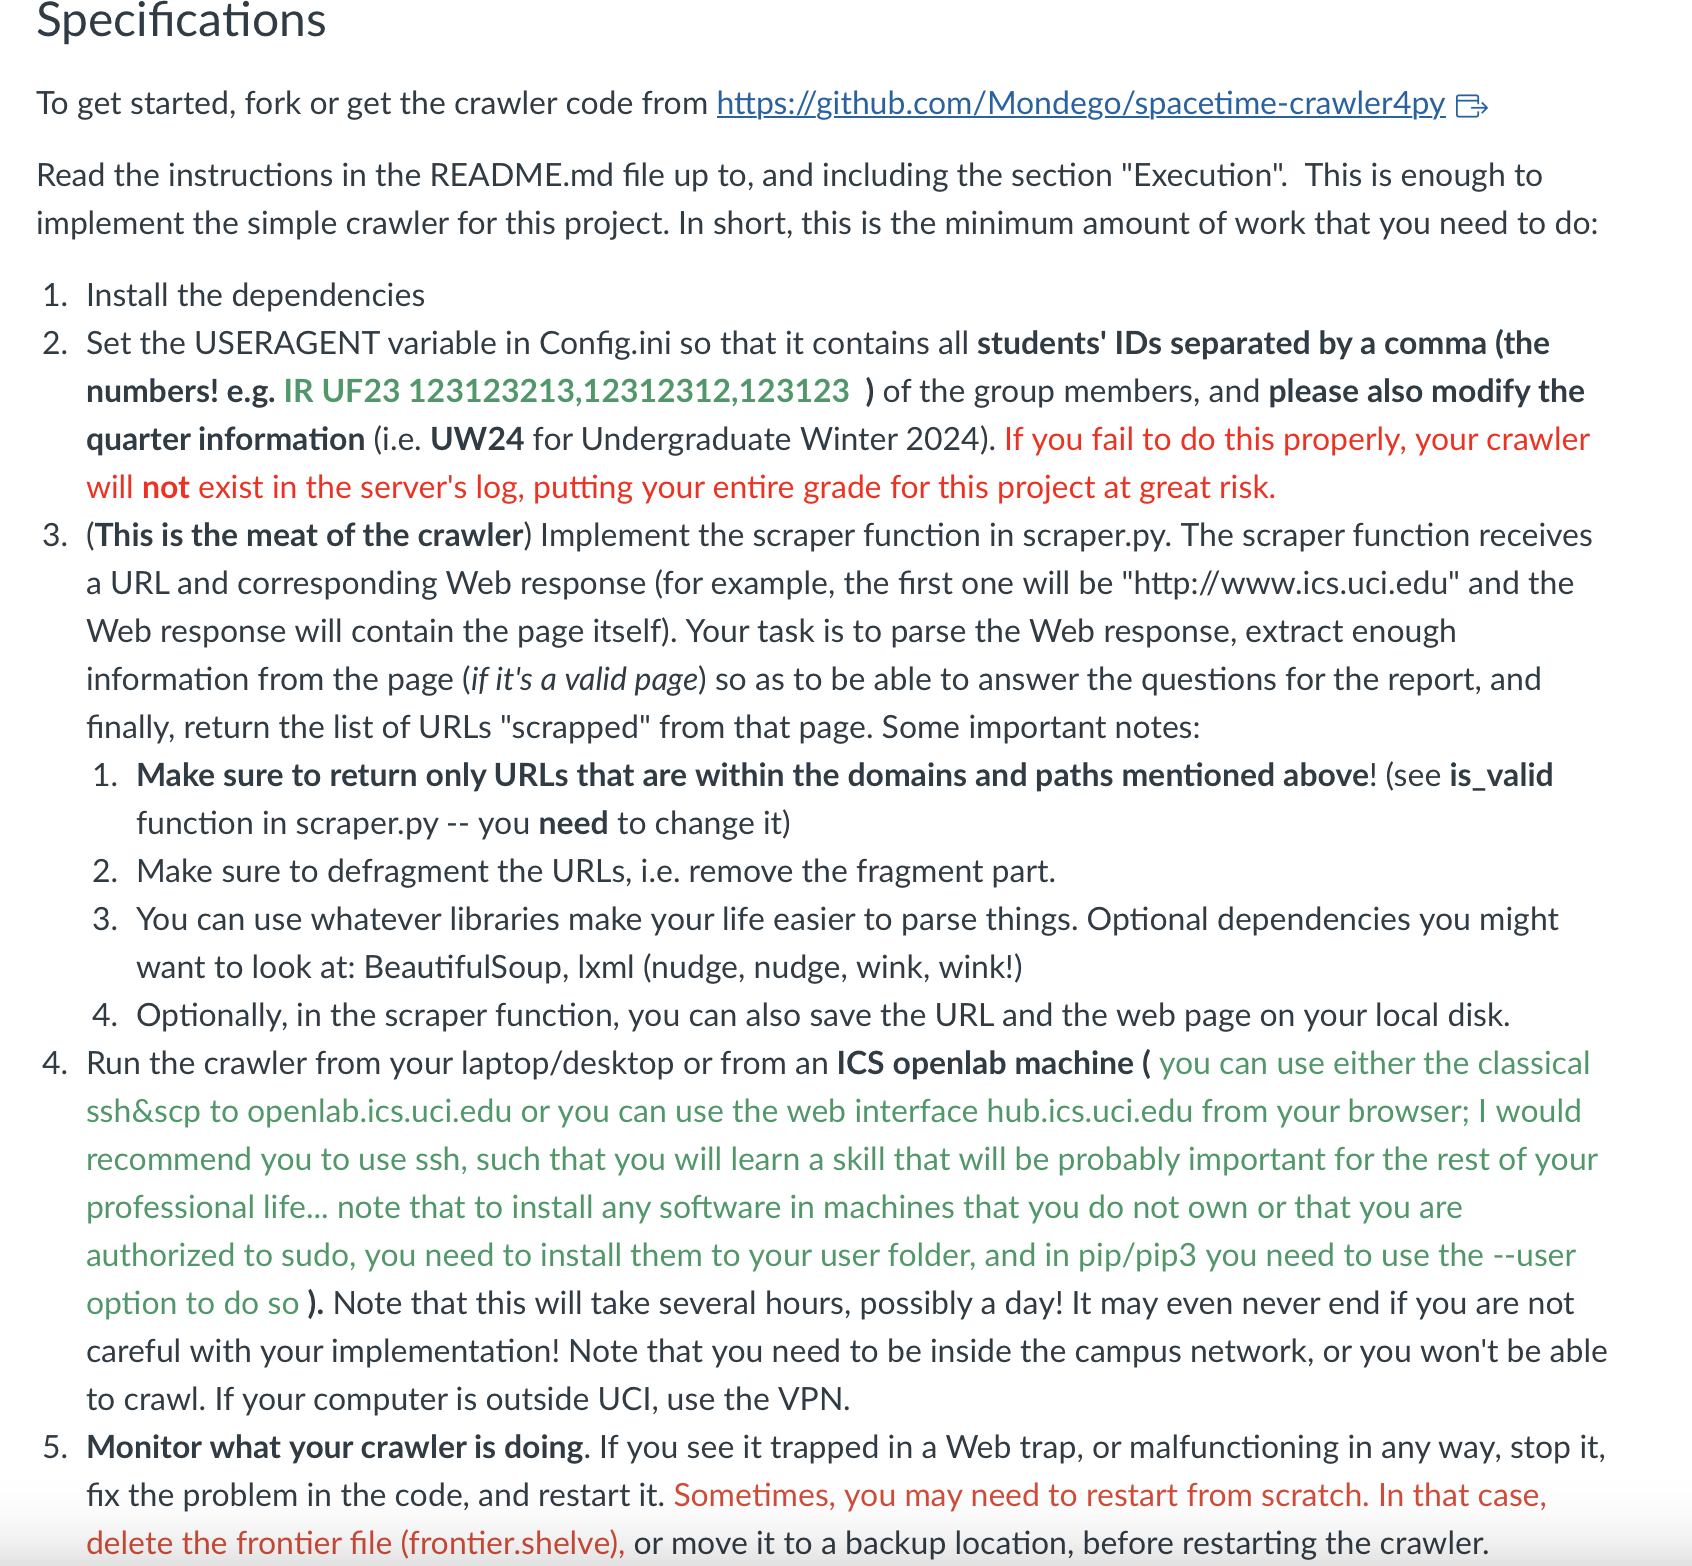 Specifications
To get started, fork or get the crawler code from https://github.com/Mondego/spacetime-crawler4py
Read the instructions in the README.md file up to, and including the section "Execution".  This is enough to
implement the simple crawler for this project. In short, this is the minimum amount of work that you need to do:
1. Install the dependencies
2. Set the USERAGENT variable in Config.ini so that it contains all students' IDs separated by a comma (the
numbers! e.g. IR UF23 123123213,12312312,123123 ) of the group members, and please also modify the
quarter information (i.e. UW24 for Undergraduate Winter 2024). If you fail to do this properly, your crawler
will not exist in the server's log, putting your entire grade for this project at great risk.
3. (This is the meat of the crawler) Implement the scraper function in scraper.py. The scraper function receives
a URL and corresponding Web response (for example, the first one will be "http://www.ics.uci.edu" and the
Web response will contain the page itself). Your task is to parse the Web response, extract enough
information from the page (if it's a valid page) so as to be able to answer the questions for the report, and
finally, return the list of URLs "scrapped" from that page. Some important notes:
1. Make sure to return only URLs that are within the domains and paths mentioned above! (see is_valid
function in scraper.py -- you need to change it)
2. Make sure to defragment the URLs, i.e. remove the fragment part.
3. You can use whatever libraries make your life easier to parse things. Optional dependencies you might
want to look at: BeautifulSoup, lxml (nudge, nudge, wink, wink!)
4. Optionally, in the scraper function, you can also save the URL and the web page on your local disk.
4. Run the crawler from your laptop/desktop or from an ICS openlab machine ( you can use either the classical
ssh&scp to openlab.ics.uci.edu or you can use the web interface hub.ics.uci.edu from your browser; I would
recommend you to use ssh, such that you will learn a skill that will be probably important for the rest of your
professional life... note that to install any software in machines that you do not own or that you are
authorized to sudo, you need to install them to your user folder, and in pip/pip3 you need to use the --user
option to do so ). Note that this will take several hours, possibly a day! It may even never end if you are not
careful with your implementation! Note that you need to be inside the campus network, or you won't be able
to crawl. If your computer is outside UCI, use the VPN.
5. Monitor what your crawler is doing. If you see it trapped in a Web trap, or malfunctioning in any way, stop it,
fix the problem in the code, and restart it. Sometimes, you may need to restart from scratch. In that case,
delete the frontier file (frontier.shelve), or move it to a backup location, before restarting the crawler.